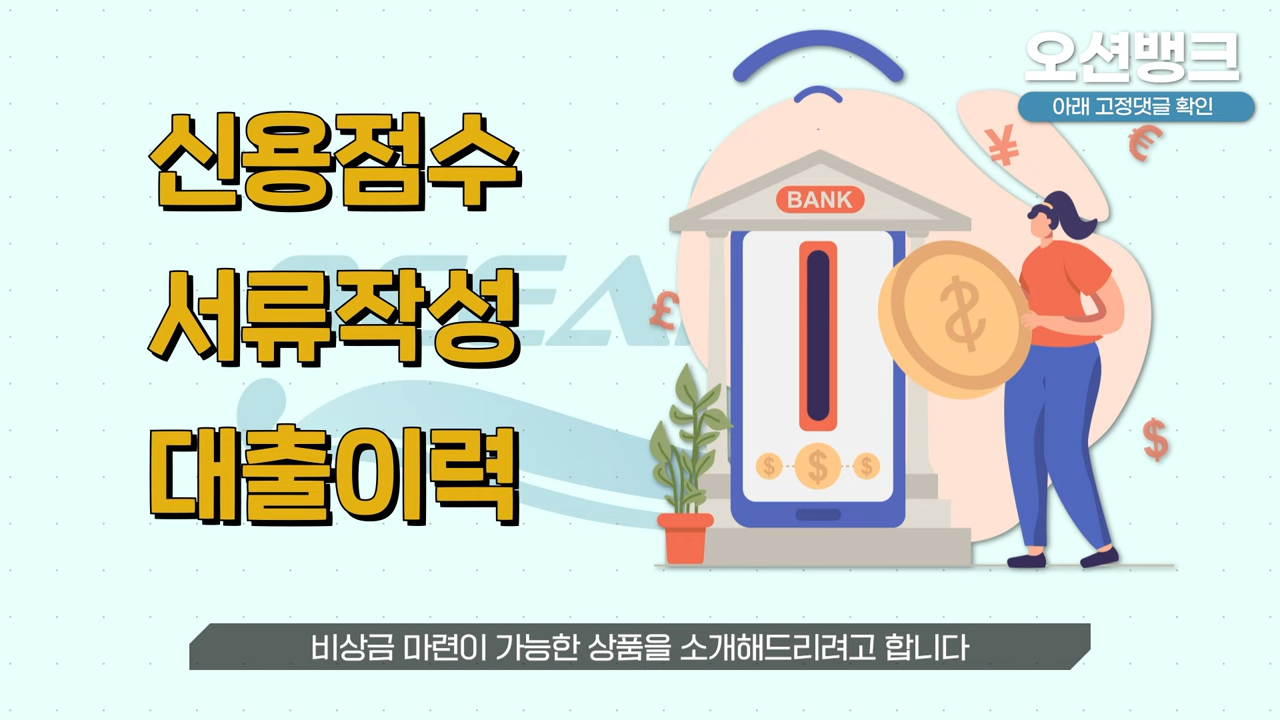 오션뱅크
아래 고정댓글 확인
신용점수
서류작성
대출이력
BANK
비상금 마련이 가능한 상품을 소개해드리려고 합니다